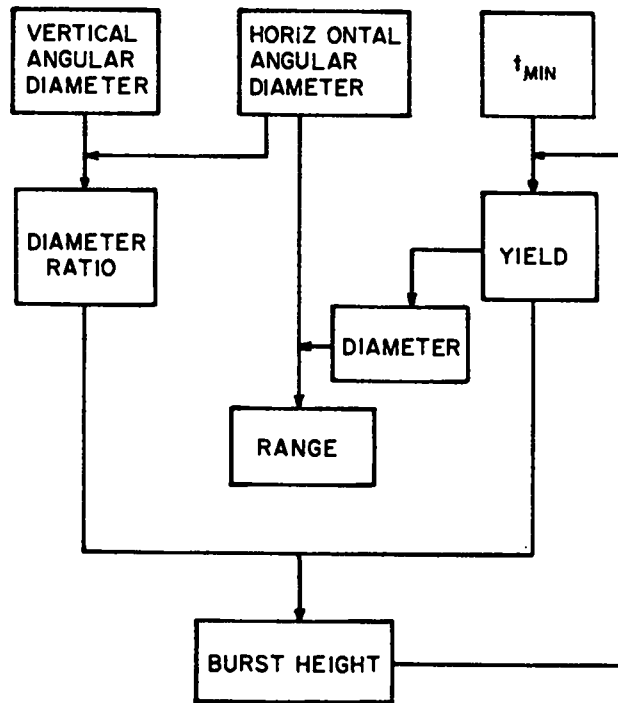 VERTICAL
ANGULAR
DIAMETER
HORIZ ONTAL
ANGULAR
DIAMETER
tMIN
DIAMETER
RATIO
YIELD
DIAMETER
RANGE
BURST HEIGHT